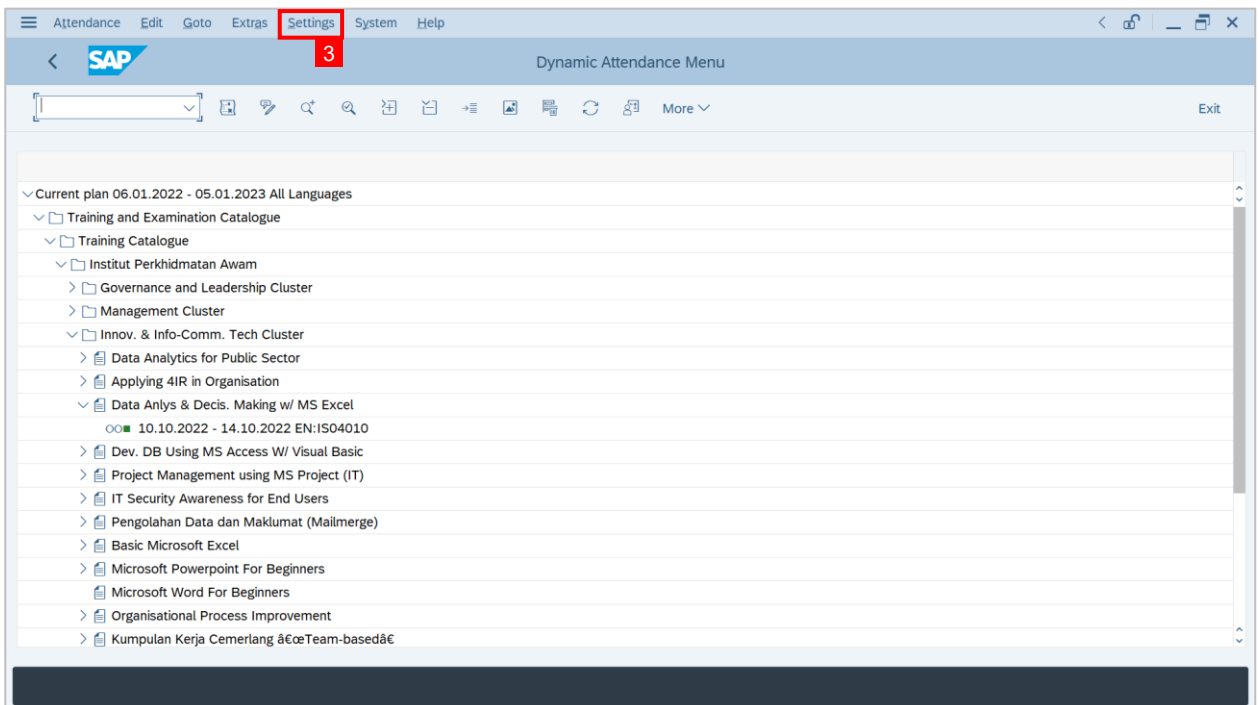 Attendance Edit Goto Extras Settings System Help
3
SAP Dynamic Attendance Menu
More Exit
Current plan 06.01.2022 - 05.01.2023 All Languages
Training and Examination Catalogue
Training Catalogue
Institut Perkhidmatan Awam
Governance and Leadership Cluster
Management Cluster
Innov. & Info-Comm. Tech Cluster
Data Analytics for Public Sector
Applying 4IR in Organisation
Data Anlys & Decis. Making w/ MS Excel
10.10.2022 - 14.10.2022 EN:IS04010
Dev. DB Using MS Access W/ Visual Basic
Project Management using MS Project (IT)
IT Security Awareness for End Users
Pengolahan Data dan Maklumat (Mailmerge)
Basic Microsoft Excel
Microsoft Powerpoint For Beginners
Microsoft Word For Beginners
Organisational Process Improvement
Kumpulan Kerja Cemerlang â€œTeam-basedâ€